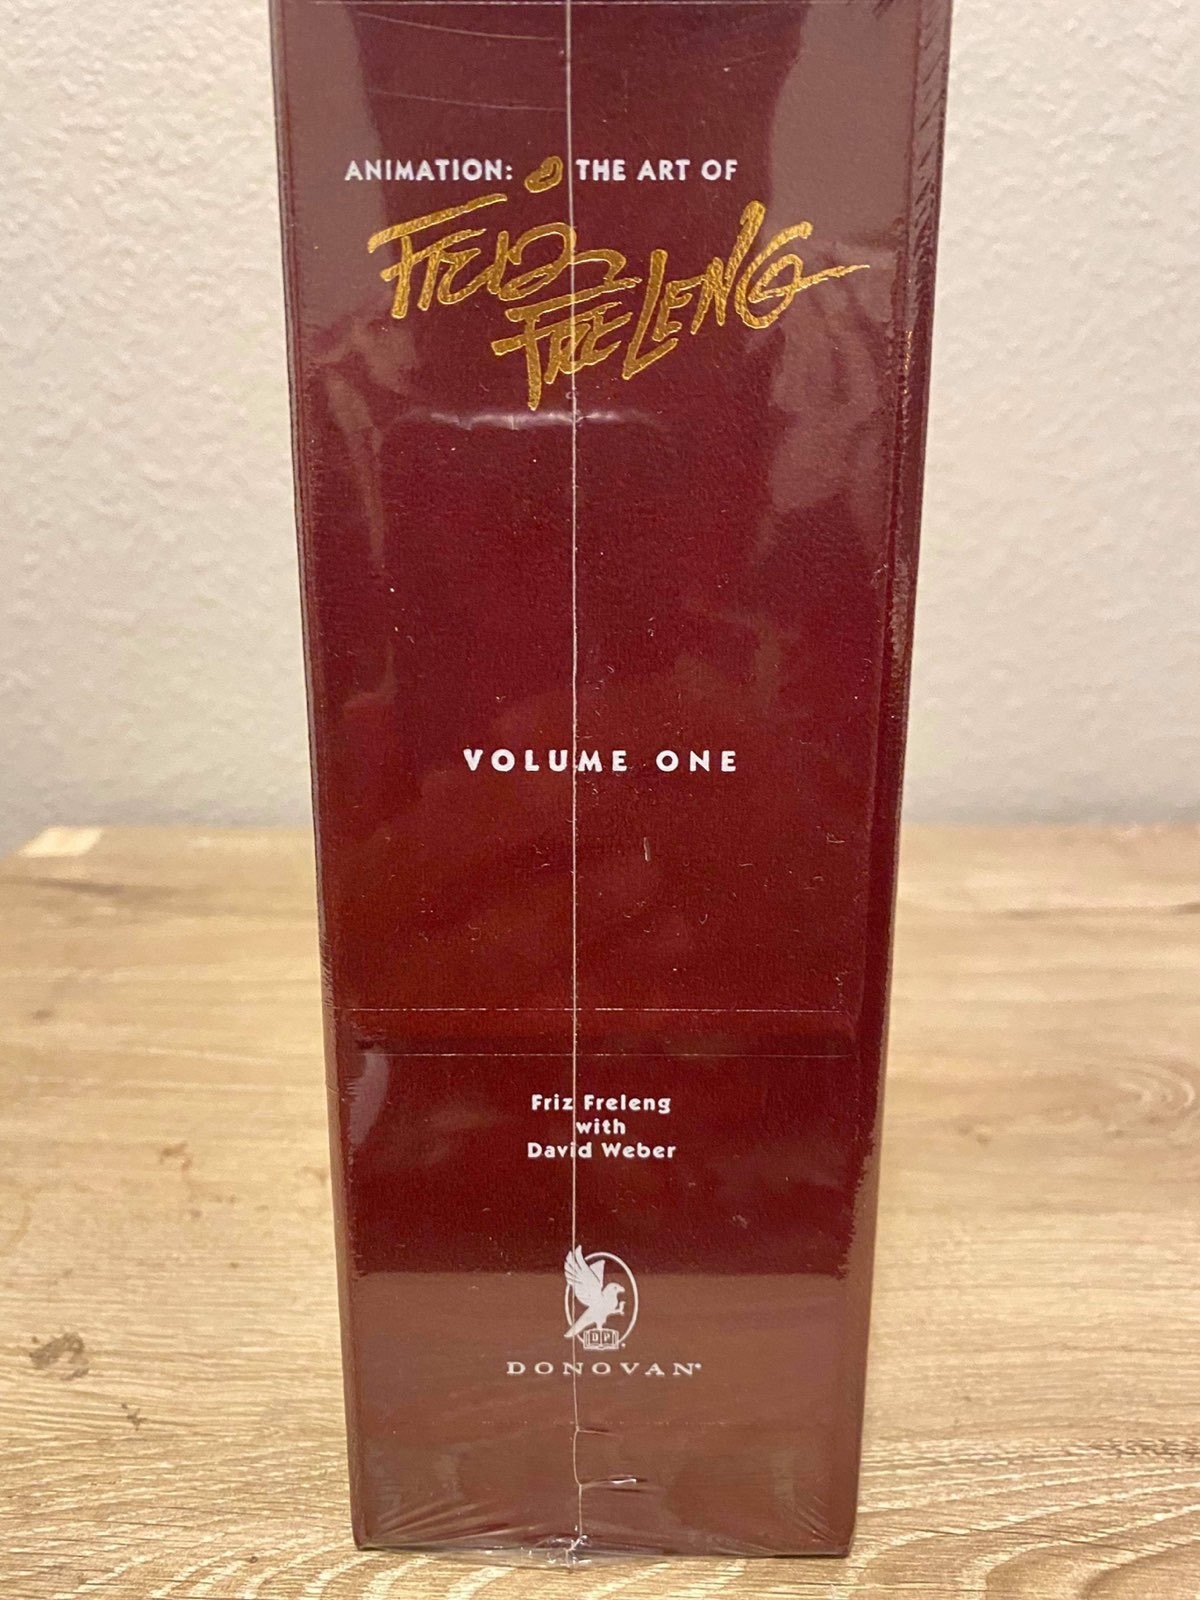 ANIMATION: THE ART OF
FRIZ
FRELENG
VOLUME ONE
Friz Freleng
with
David Weber
DP
DONOVAN